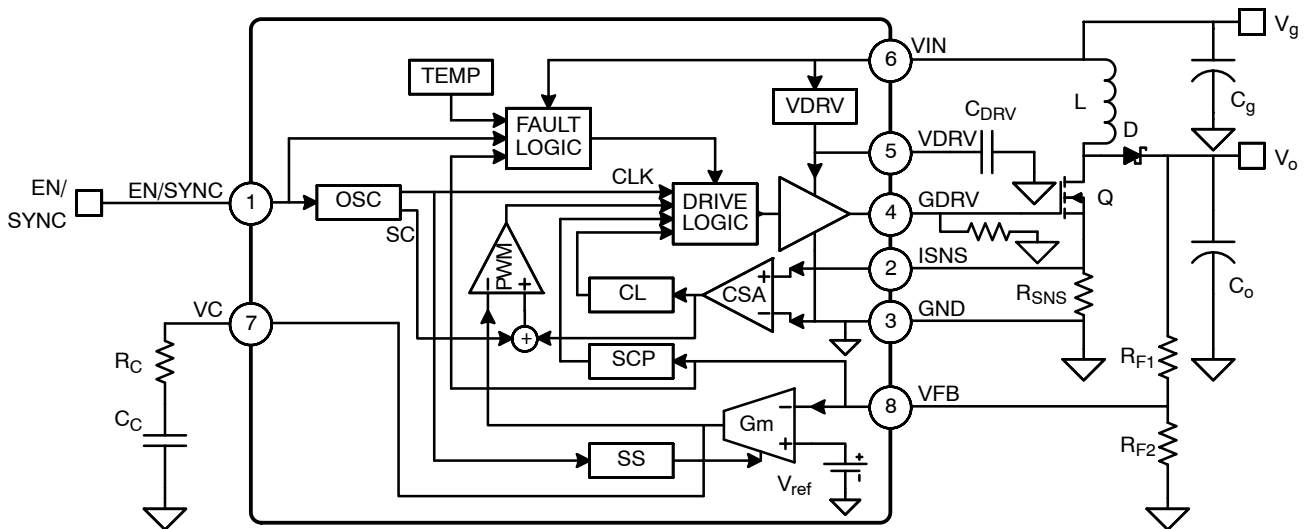 VIN
6
Vg
TEMP
VDRV
L
Cg
CDRV
D
FAULT
LOGIC
VDRV
5
Vo
EN/
SYNC
EN/SYNC
1
OSC
CLK
DRIVE
LOGIC
GDRV
4
Q
SC
PWM
− +
ISNS
2
CL
CSA
+
−
RSNS
Co
VC
7
+
GND
3
RC
SCP
RF1
VFB
8
CC
Gm
−
+
SS
Vref
+
-
RF2